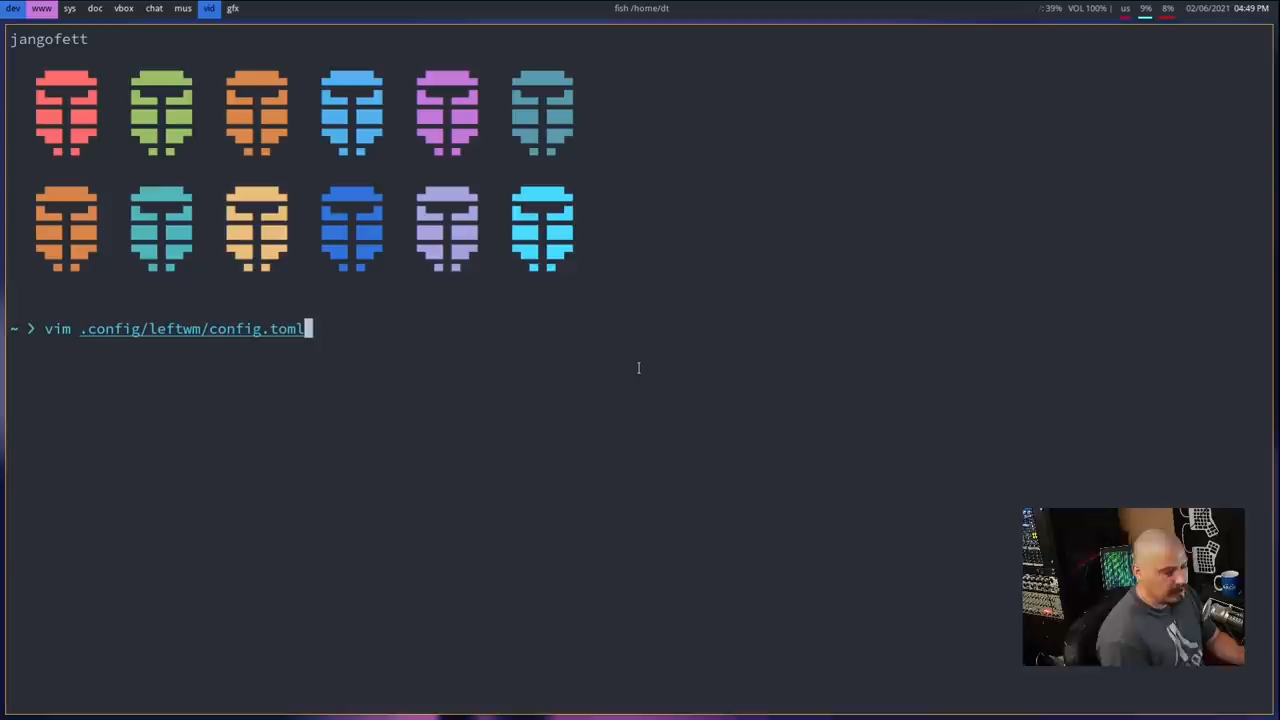 dev www sys doc vbox chat mus vid gfx fish /home/dt : 39% VOL 100% | us 9% 8% 02/06/2021 04:49 PM
jangofett
~ ❯ vim .config/leftwm/config.toml